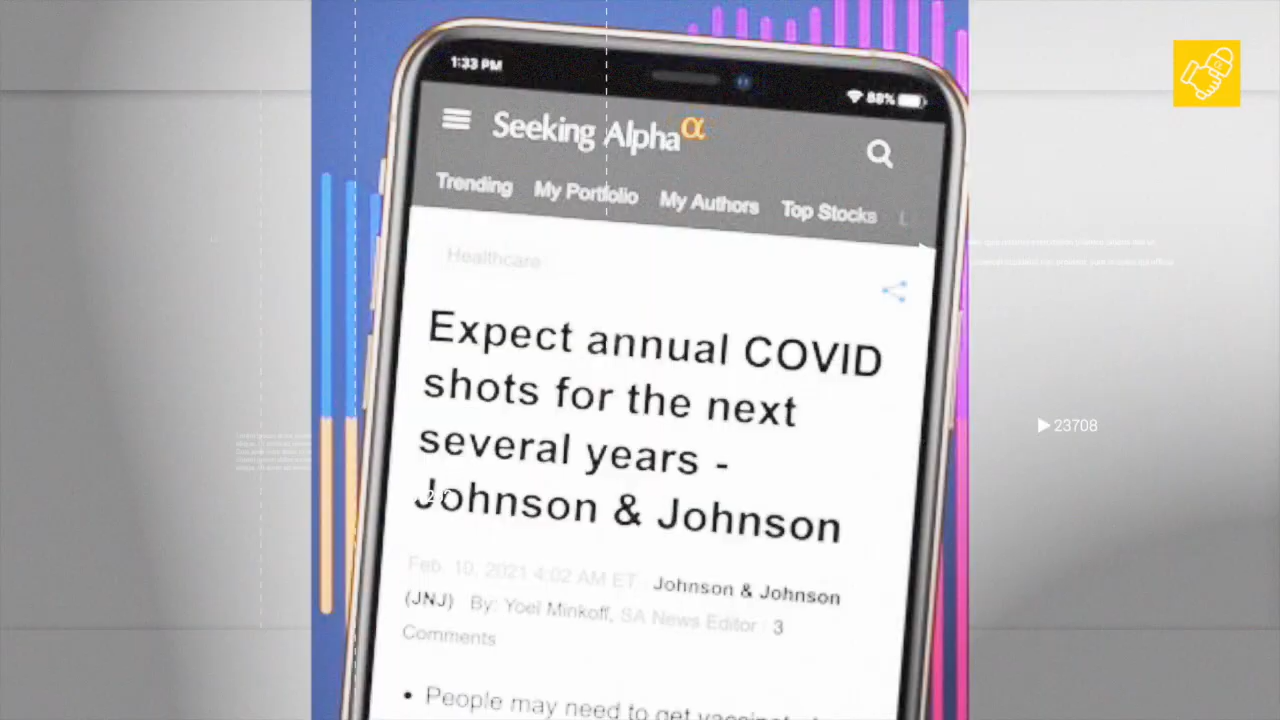 1:33 PM
88%
Seeking Alpha α
Trending My Portfolio My Authors Top Stocks
Healthcare
Expect annual COVID
shots for the next
several years -
Johnson & Johnson
Feb. 10, 2021 4:02 AM ET Johnson & Johnson
(JNJ) By: Yoel Minkoff, SA News Editor 3
Comments
• People may need to get
23708